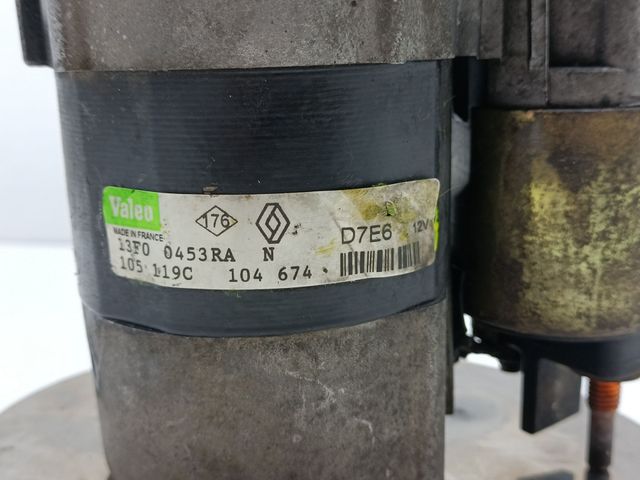 Valeo
176
D7E6 12V
MADE IN FRANCE
13F0 0453RA N
105 119C 104 674